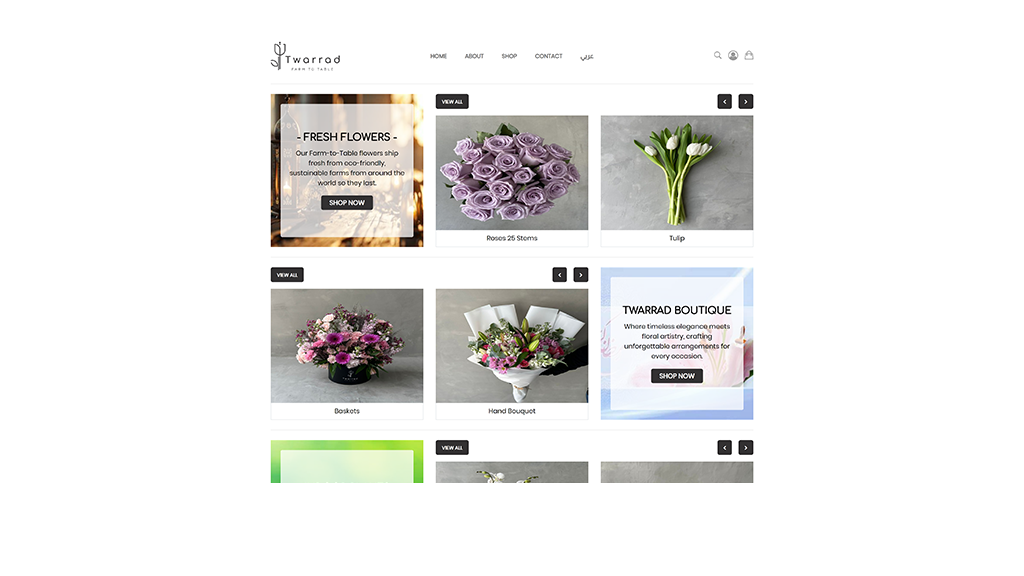 Twarrad
FARM TO TABLE
HOME ABOUT SHOP CONTACT عربي
- FRESH FLOWERS -
Our Farm-to-Table flowers ship
fresh from eco-friendly,
sustainable farms from around the
world so they last.
SHOP NOW
VIEW ALL
Roses 25 Stems
Tulip
VIEW ALL
TWARRAD
Baskets
Hand Bouquet
TWARRAD BOUTIQUE
Where timeless elegance meets
floral artistry, crafting
unforgettable arrangements for
every occasion.
SHOP NOW
VIEW ALL